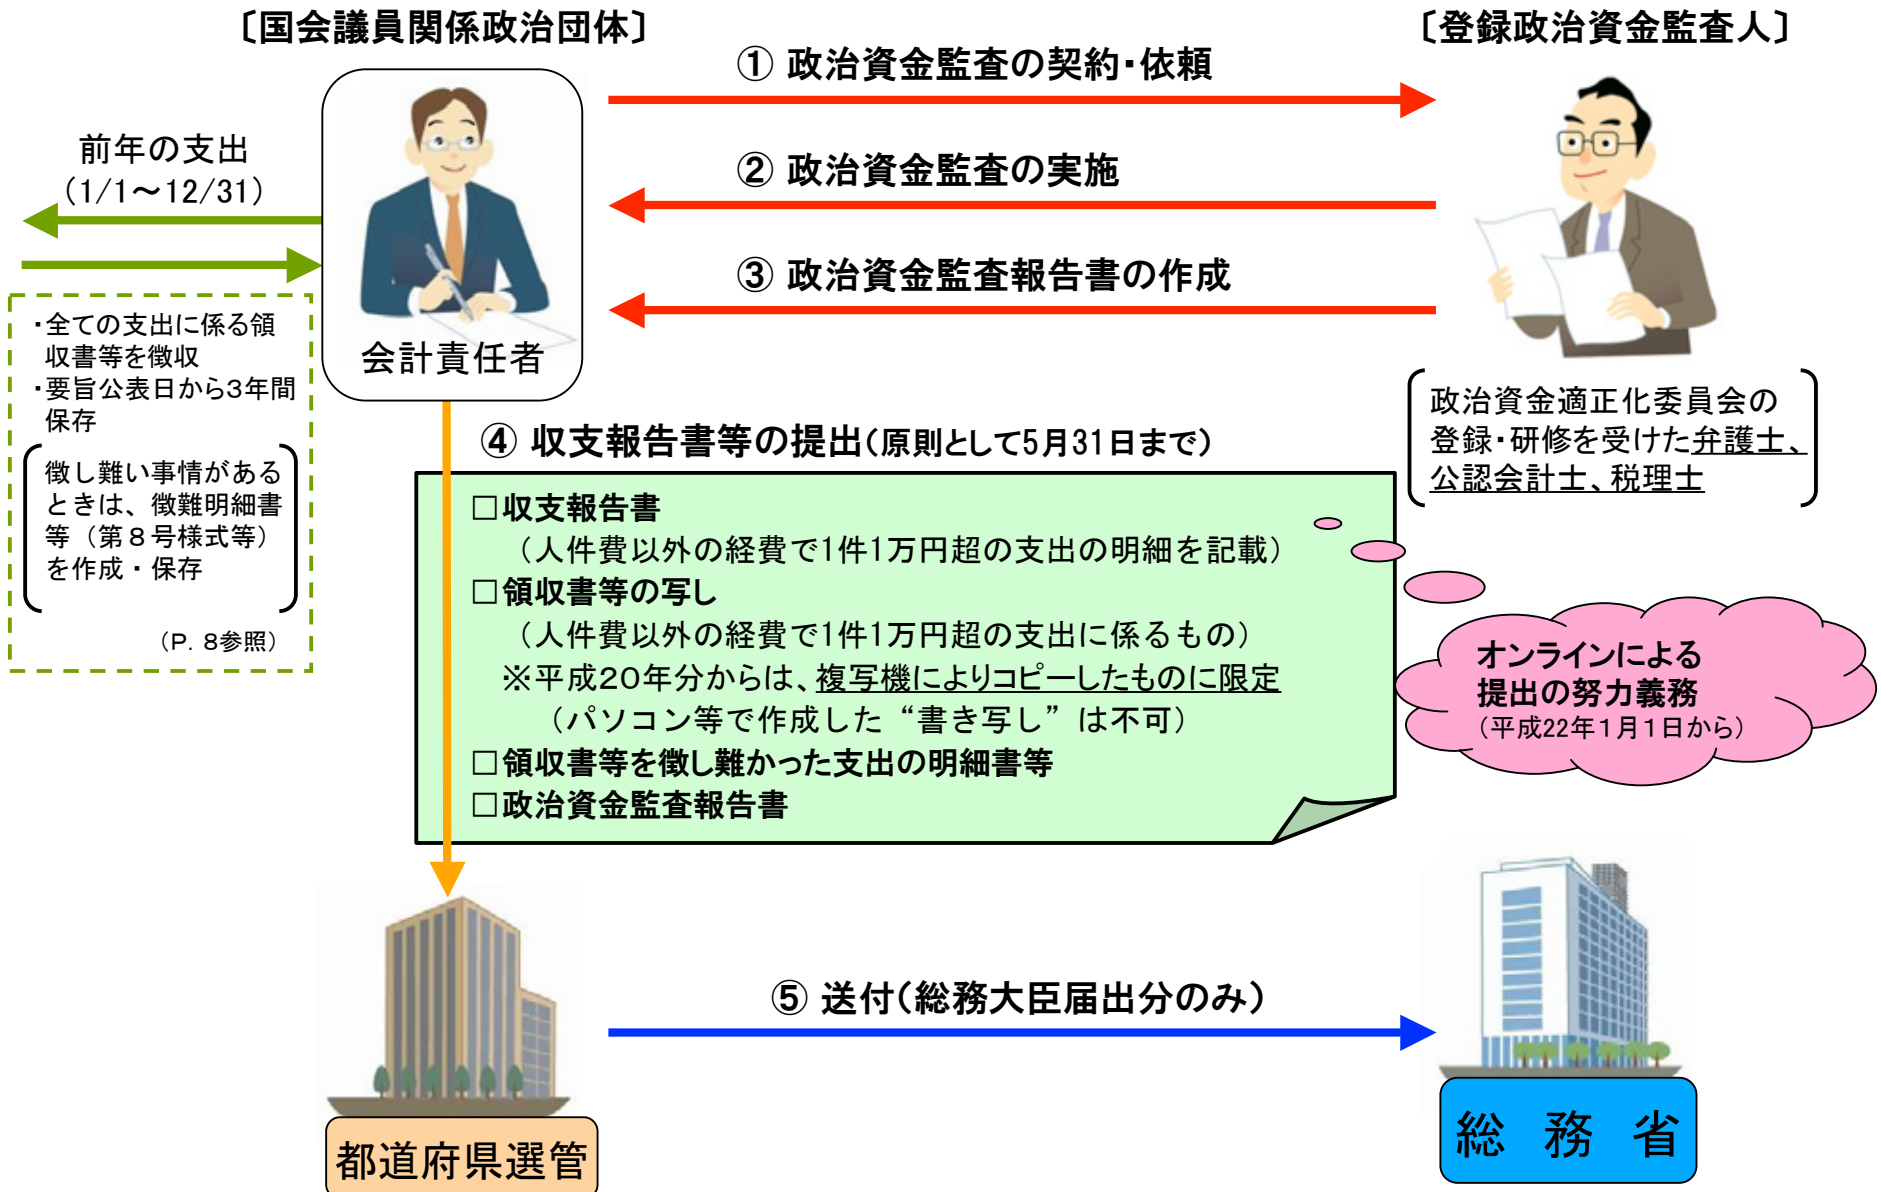 〔国会議員関係政治団体〕
〔登録政治資金監査人〕
① 政治資金監査の契約・依頼
② 政治資金監査の実施
③ 政治資金監査報告書の作成
前年の支出
（1/1～12/31）
・全ての支出に係る領
収書等を徴収
・要旨公表日から3年間
保存
徴し難い事情がある
ときは、徴難明細書
等（第８号様式等）
を作成・保存
（P. 8参照）
会計責任者
政治資金適正化委員会の
登録・研修を受けた弁護士、
公認会計士、税理士
④ 収支報告書等の提出（原則として5月31日まで）
□収支報告書
（人件費以外の経費で1件1万円超の支出の明細を記載）
□領収書等の写し
（人件費以外の経費で1件1万円超の支出に係るもの）
※平成２０年分からは、複写機によりコピーしたものに限定
（パソコン等で作成した“書き写し”は不可）
□領収書等を徴し難かった支出の明細書等
□政治資金監査報告書
オンラインによる
提出の努力義務
（平成22年１月１日から）
⑤ 送付（総務大臣届出分のみ）
都道府県選管
総 務 省